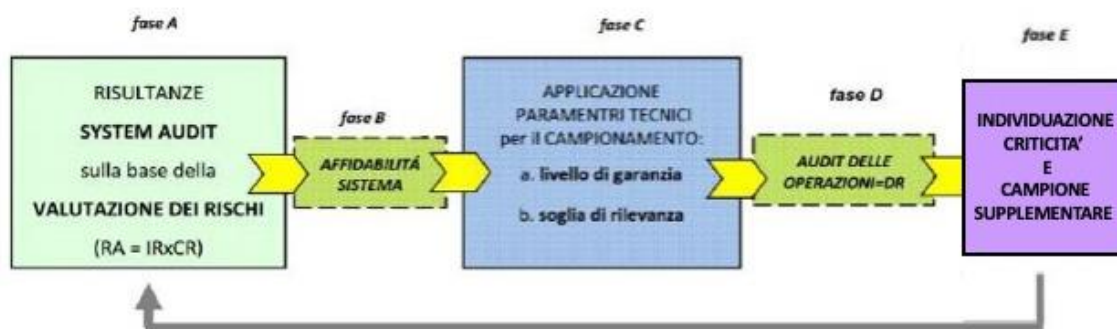 fase A
RISULTANZE
SYSTEM AUDIT
sulla base della
VALUTAZIONE DEI RISCHI
(RA = IRxCR)
fase B
AFFIDABILITÁ
SISTEMA
fase C
APPLICAZIONE
PARAMENTRI TECNICI
per il CAMPIONAMENTO:
a. livello di garanzia
b. soglia di rilevanza
fase D
AUDIT DELLE
OPERAZIONI=DR
fase E
INDIVIDUAZIONE
CRITICITA'
E
CAMPIONE
SUPPLEMENTARE